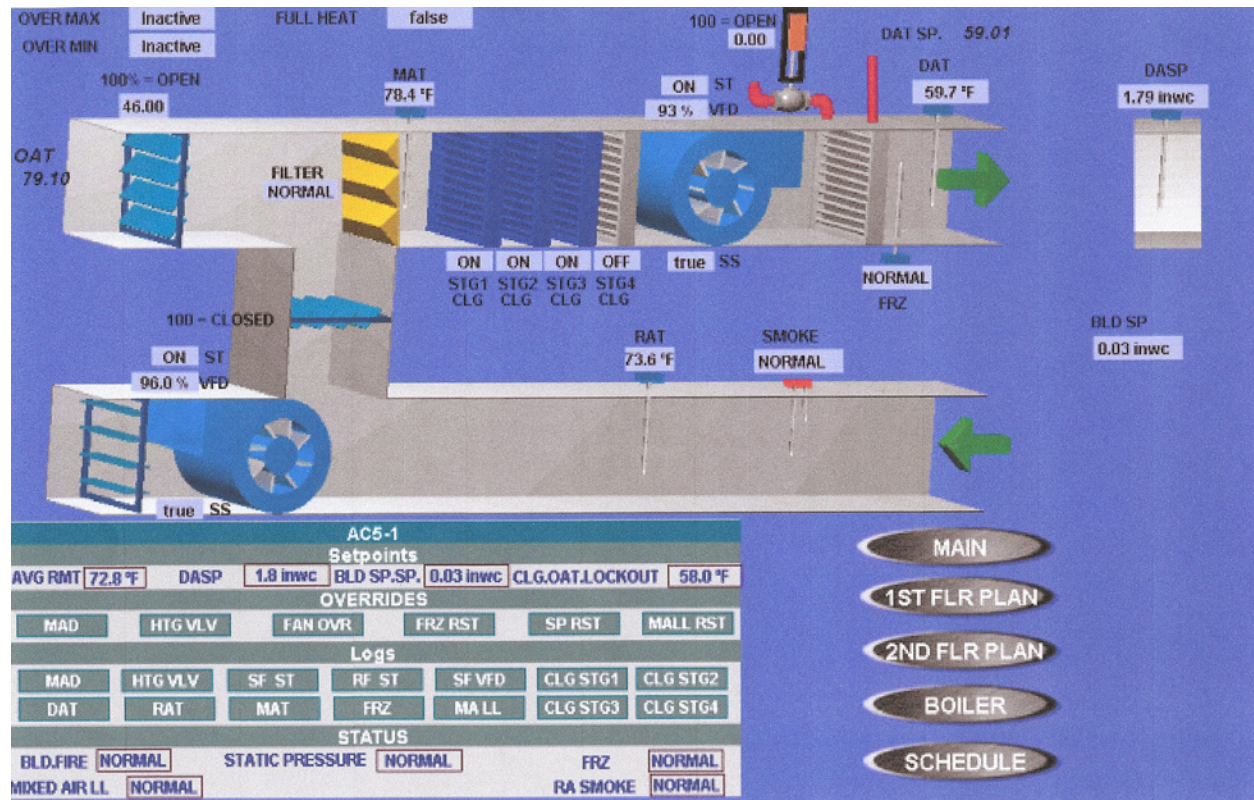 OVER MAX Inactive FULL HEAT false 100 = OPEN
0.00
DAT SP. 59.01
OVER MIN Inactive
100% = OPEN
46.00
MAT
78.4 °F
ON ST
93 % VFD
DAT
59.7 °F
DASP
1.79 inwc
OAT
79.10
FILTER
NORMAL
ON ON ON OFF true SS
STG1 STG2 STG3 STG4
CLG CLG CLG CLG
NORMAL
FRZ
100 = CLOSED
ON ST
96.0 % VFD
RAT
73.6 °F
SMOKE
NORMAL
BLD SP
0.03 inwc
true SS
AC5-1
Setpoints
AVG RMT 72.8 °F DASP 1.8 inwc BLD SP.SP. 0.03 inwc CLG.OAT.LOCKOUT 58.0 °F
OVERRIDES
MAD HTG VLV FAN OVR FRZ RST SP RST MALL RST
Logs
MAD HTG VLV SF ST RF ST SF VFD CLG STG1 CLG STG2
DAT RAT MAT FRZ MA LL CLG STG3 CLG STG4
STATUS
BLD.FIRE NORMAL STATIC PRESSURE NORMAL FRZ NORMAL
MIXED AIR LL NORMAL RA SMOKE NORMAL
MAIN
1ST FLR PLAN
2ND FLR PLAN
BOILER
SCHEDULE